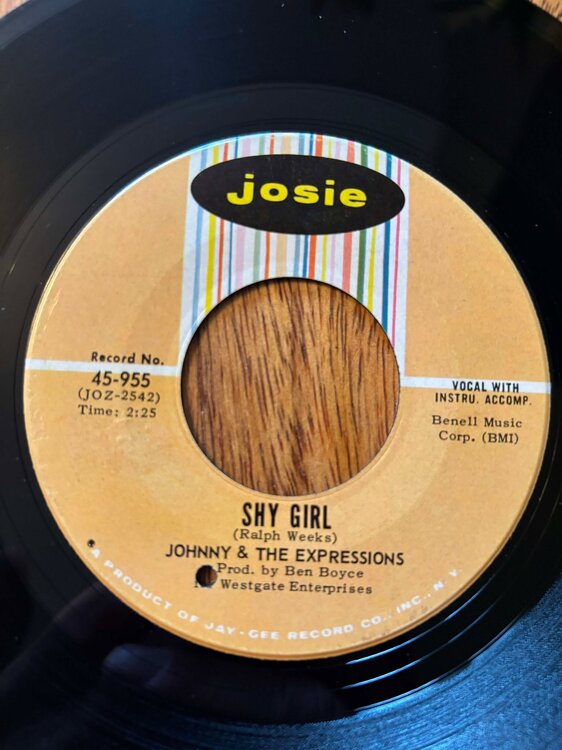 josie
Record No.
45-955
(JOZ-2542)
Time: 2:25
VOCAL WITH
INSTRU. ACCOMP.
Benell Music
Corp. (BMI)
SHY GIRL
(Ralph Weeks)
JOHNNY & THE EXPRESSIONS
Prod. by Ben Boyce
Westgate Enterprises
A PRODUCT OF JAY-GEE RECORD CO., INC., N. Y.